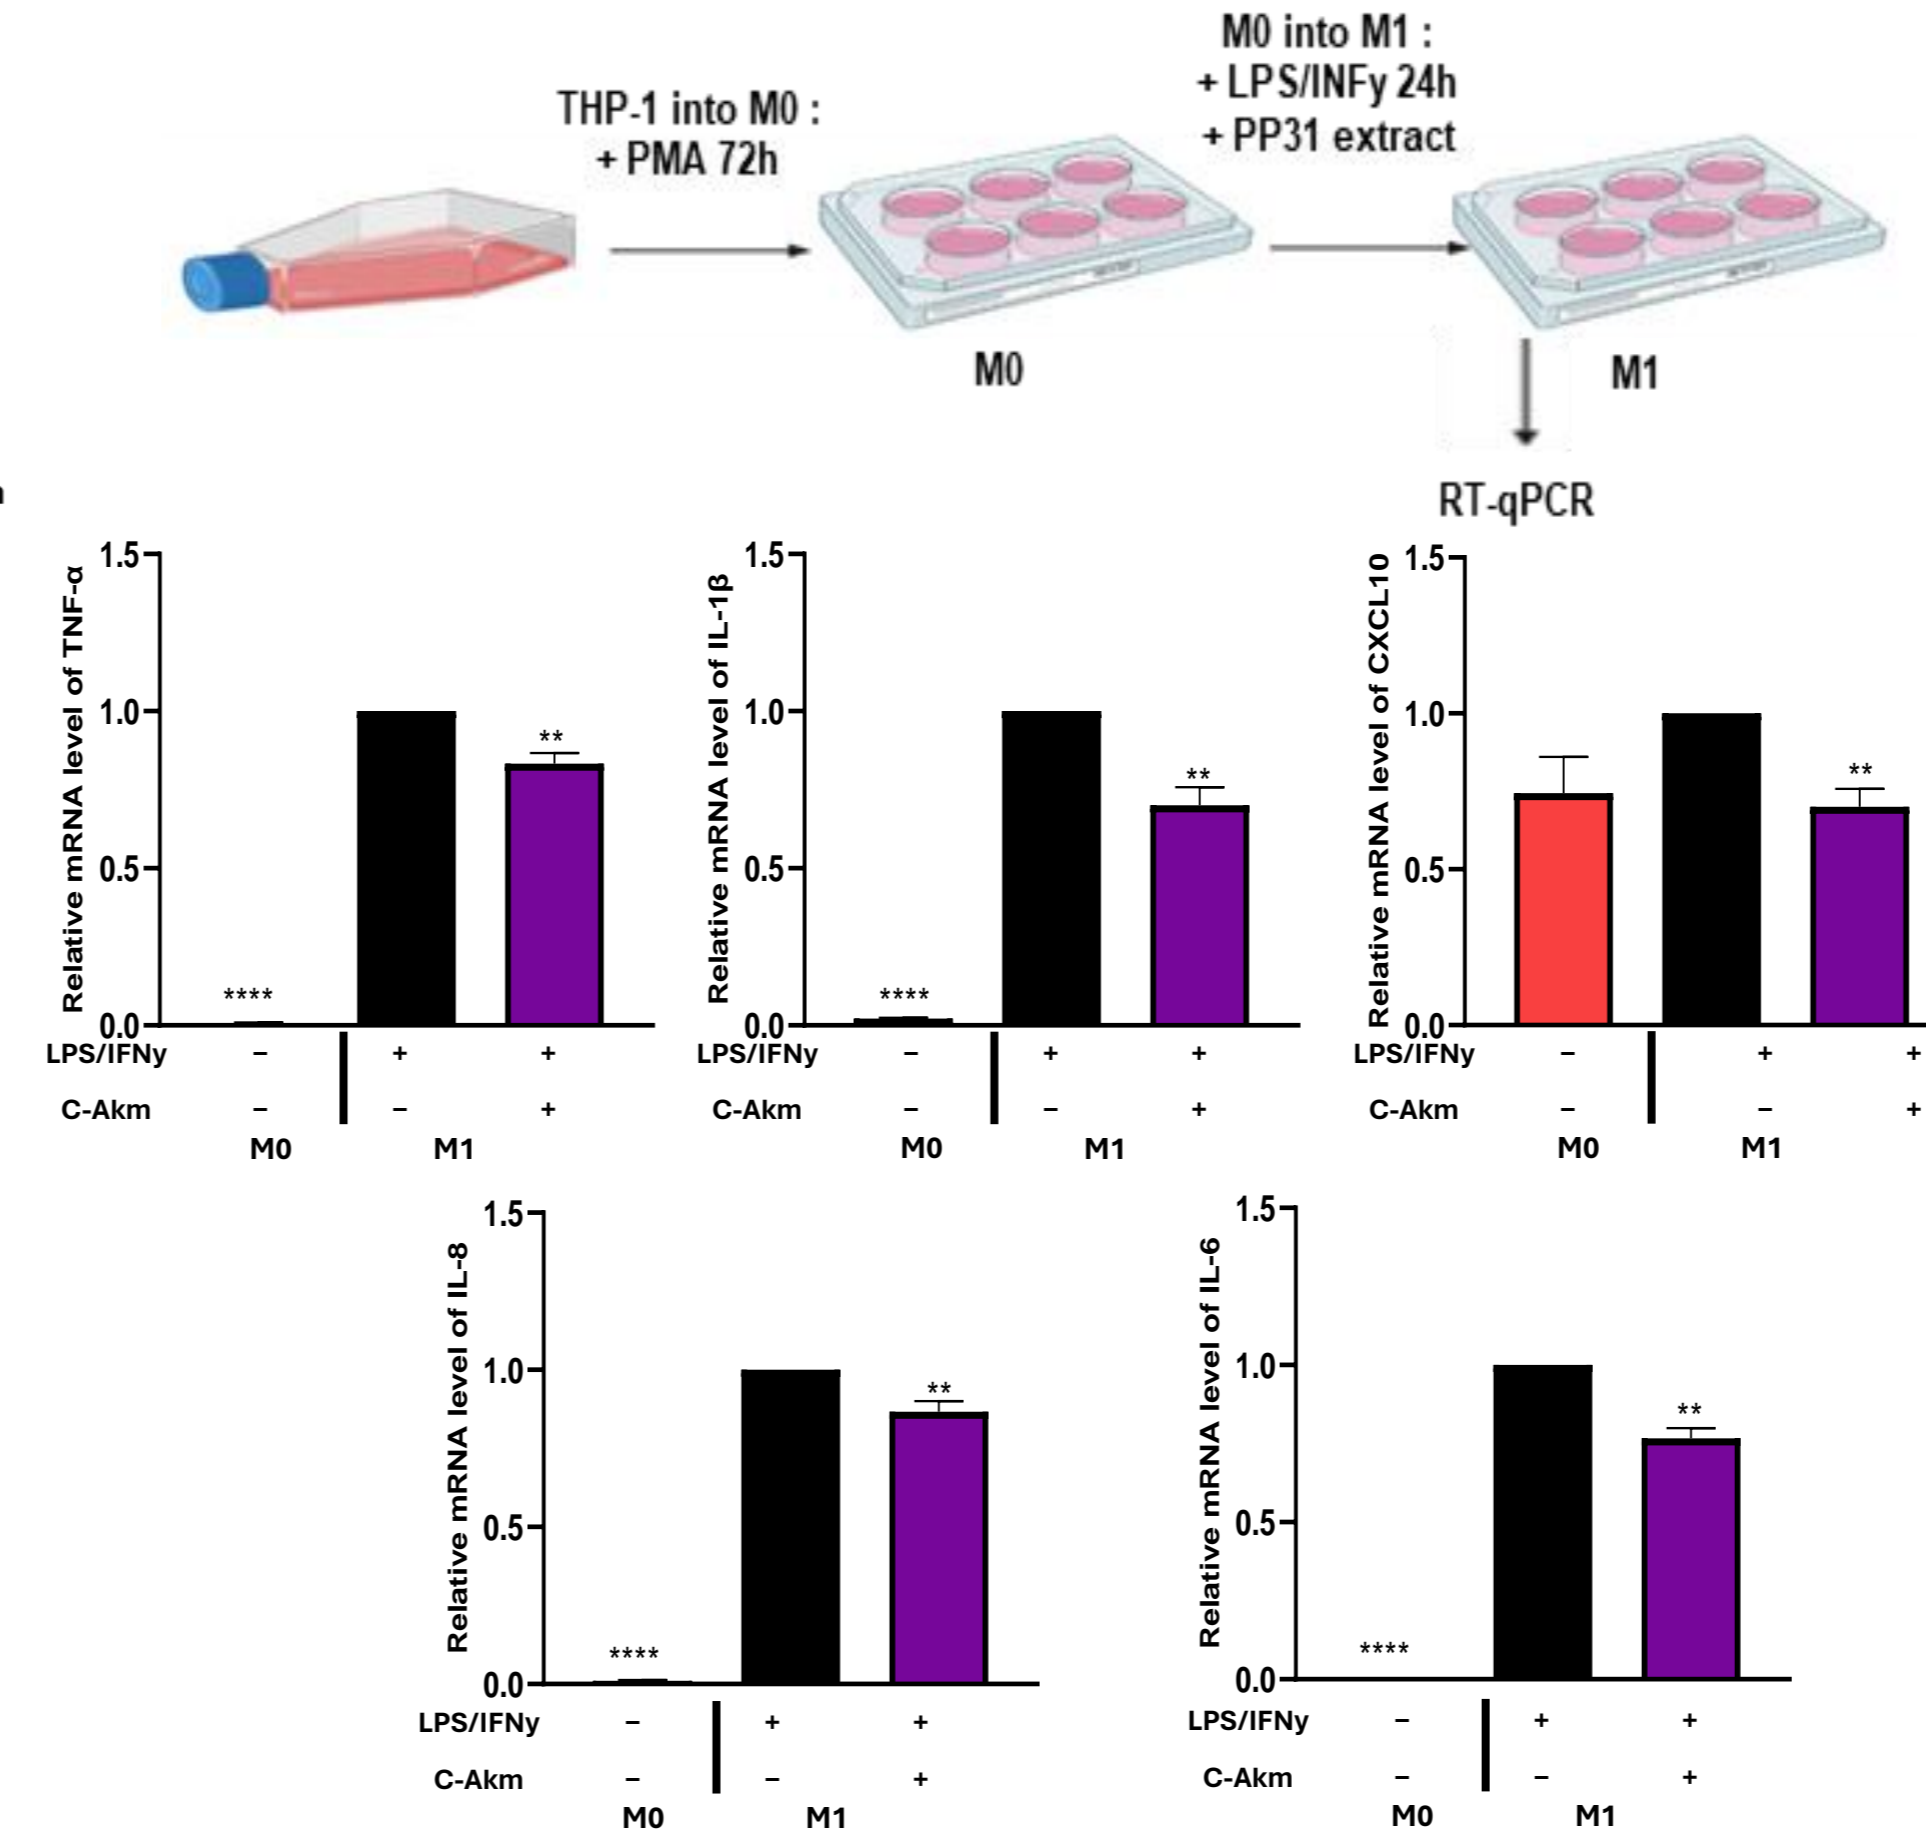 M0 into M1 :
+ LPS/INFy 24h
+ PP31 extract
THP-1 into M0 :
+ PMA 72h
M0
M1
RT-qPCR
Relative mRNA level of TNF-α
1.5
1.0
0.5
0.0
****
**
LPS/IFNy − + +
C-Akm − − +
M0 M1
Relative mRNA level of IL-1β
1.5
1.0
0.5
0.0
****
**
LPS/IFNy − + +
C-Akm − − +
M0 M1
Relative mRNA level of CXCL10
1.5
1.0
0.5
0.0
**
LPS/IFNy − + +
C-Akm − − +
M0 M1
Relative mRNA level of IL-8
1.5
1.0
0.5
0.0
****
**
LPS/IFNy − + +
C-Akm − − +
M0 M1
Relative mRNA level of IL-6
1.5
1.0
0.5
0.0
****
**
LPS/IFNy − + +
C-Akm − − +
M0 M1